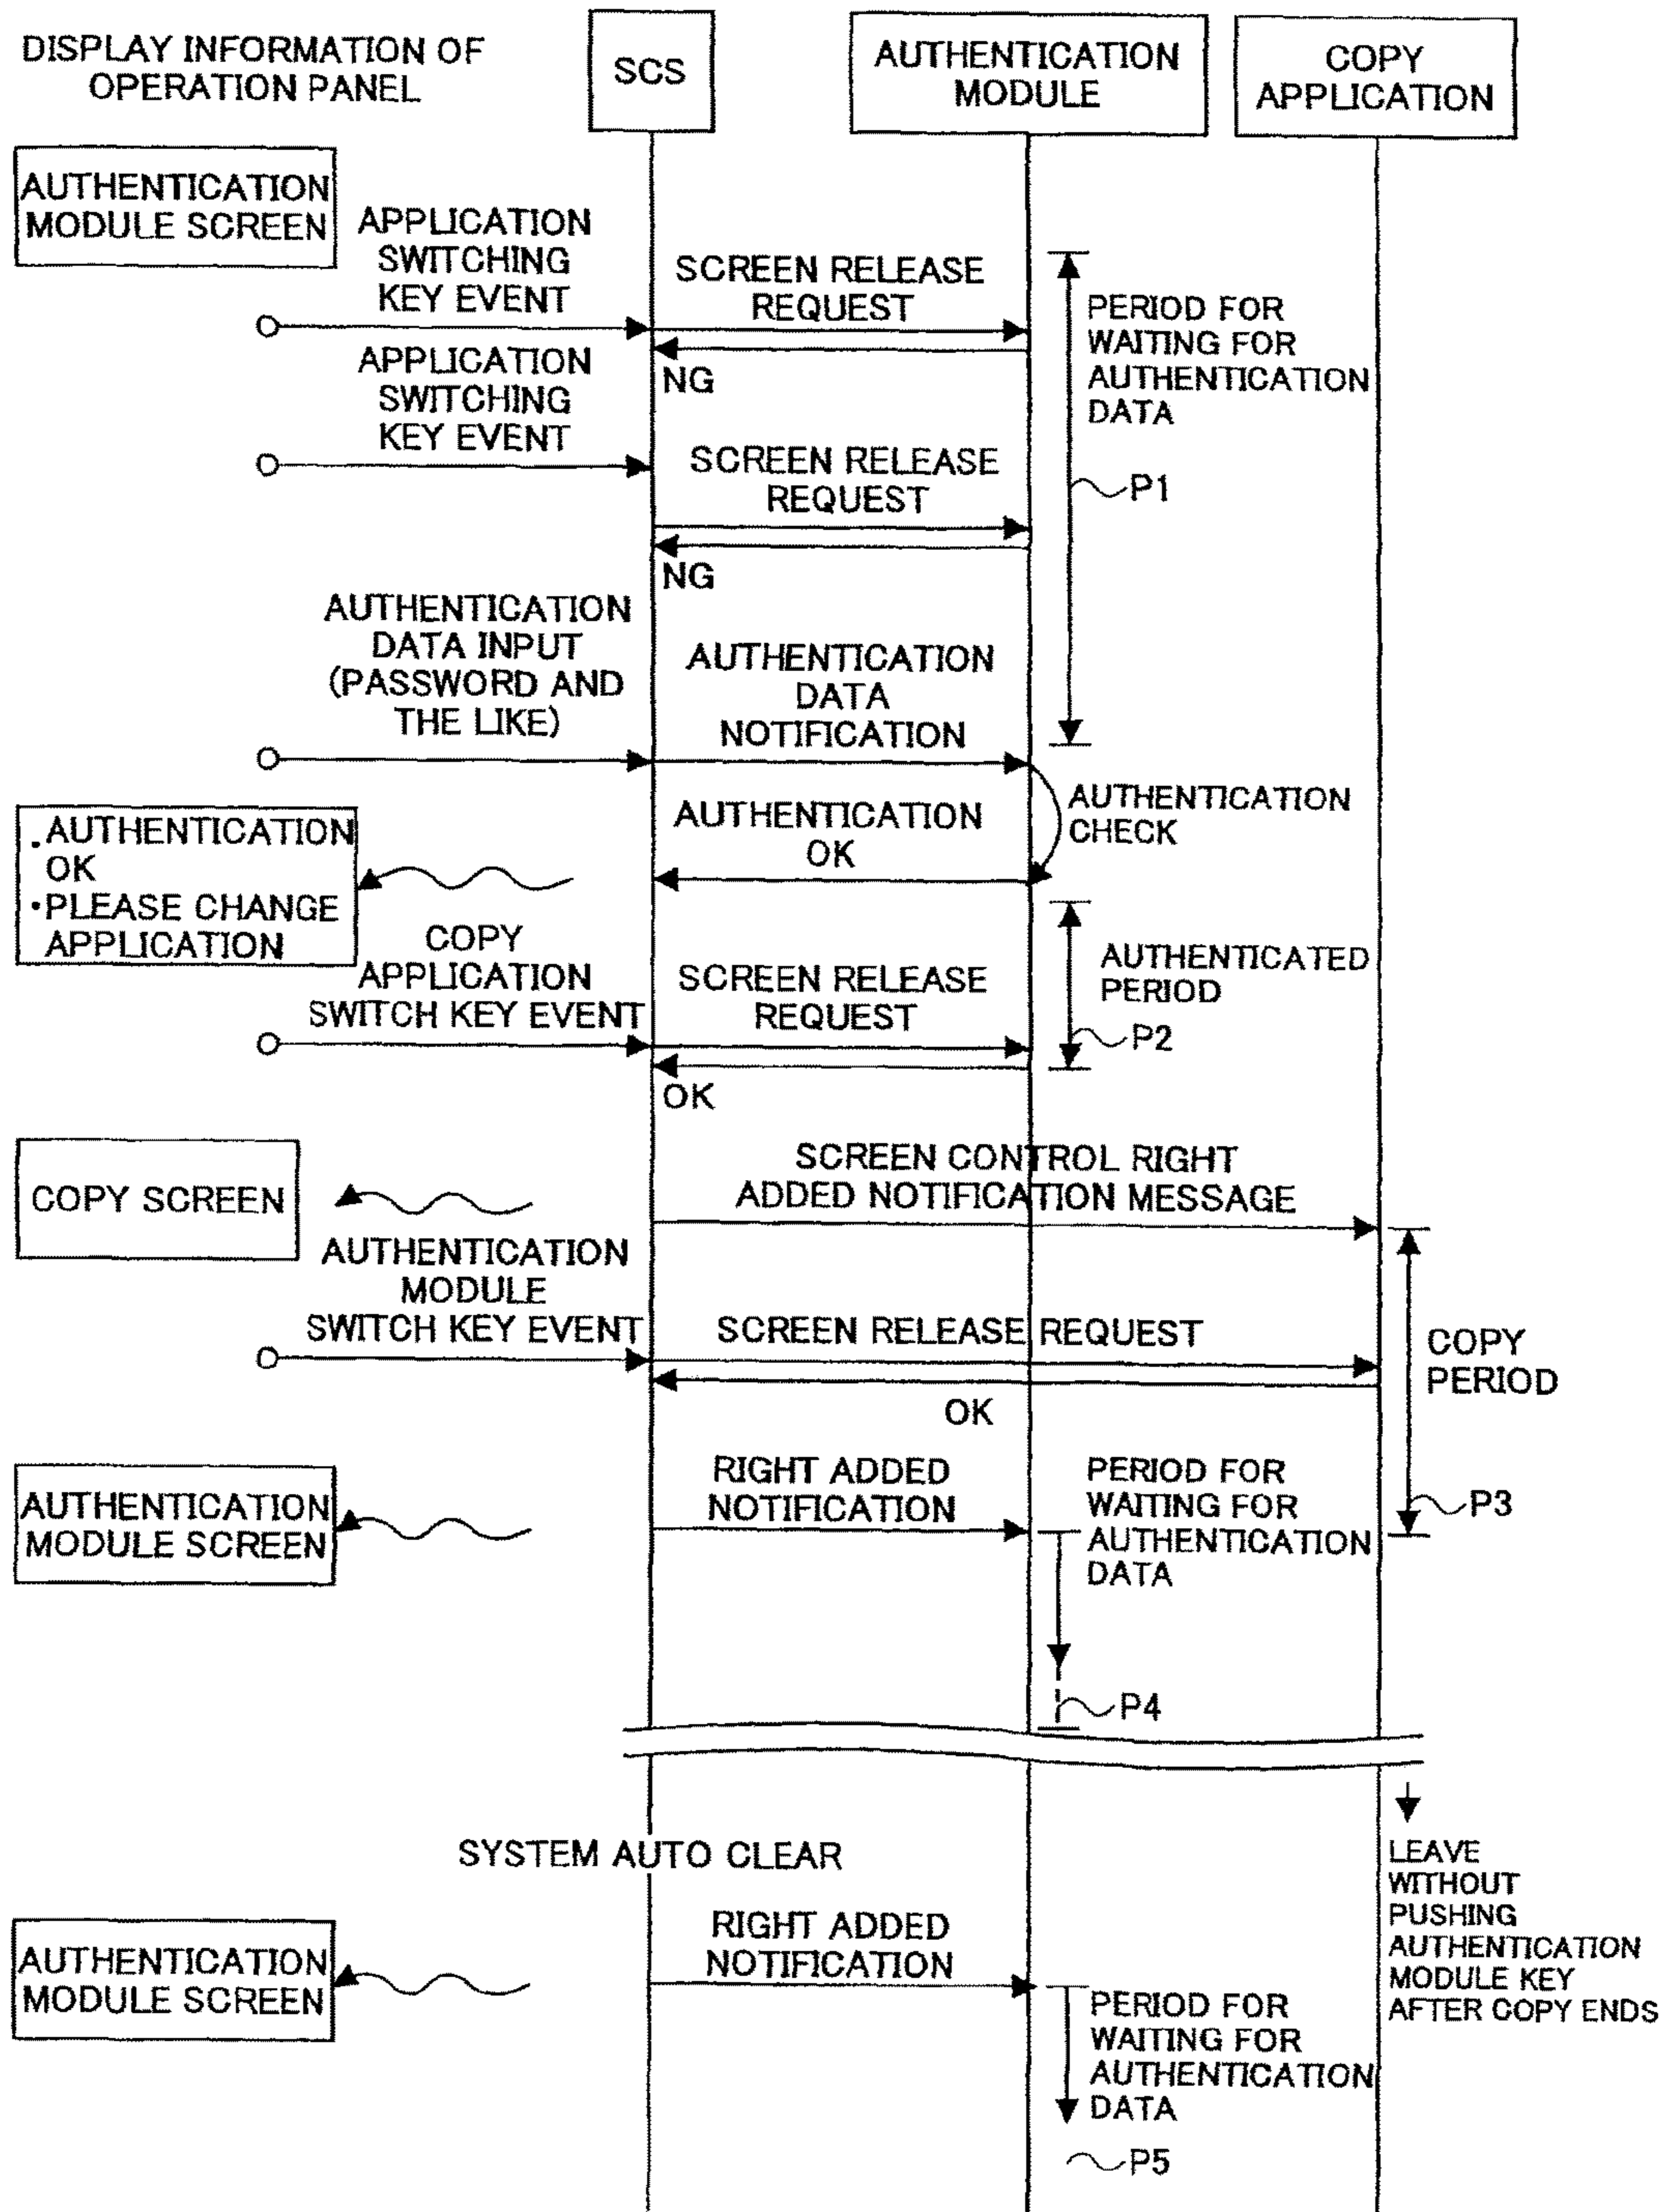 DISPLAY INFORMATION OF
OPERATION PANEL
SCS
AUTHENTICATION
MODULE
COPY
APPLICATION
AUTHENTICATION
MODULE SCREEN
APPLICATION
SWITCHING
KEY EVENT
SCREEN RELEASE
REQUEST
NG
PERIOD FOR
WAITING FOR
AUTHENTICATION
DATA
P1
APPLICATION
SWITCHING
KEY EVENT
SCREEN RELEASE
REQUEST
NG
AUTHENTICATION
DATA INPUT
(PASSWORD AND
THE LIKE)
AUTHENTICATION
DATA
NOTIFICATION
AUTHENTICATION
CHECK
AUTHENTICATION
OK
. AUTHENTICATION
OK
· PLEASE CHANGE
APPLICATION
COPY
APPLICATION
SWITCH KEY EVENT
SCREEN RELEASE
REQUEST
OK
AUTHENTICATED
PERIOD
P2
COPY SCREEN
SCREEN CONTROL RIGHT
ADDED NOTIFICATION MESSAGE
AUTHENTICATION
MODULE
SWITCH KEY EVENT
SCREEN RELEASE REQUEST
OK
COPY
PERIOD
P3
AUTHENTICATION
MODULE SCREEN
RIGHT ADDED
NOTIFICATION
PERIOD FOR
WAITING FOR
AUTHENTICATION
DATA
P4
SYSTEM AUTO CLEAR
LEAVE
WITHOUT
PUSHING
AUTHENTICATION
MODULE KEY
AFTER COPY ENDS
AUTHENTICATION
MODULE SCREEN
RIGHT ADDED
NOTIFICATION
PERIOD FOR
WAITING FOR
AUTHENTICATION
DATA
P5